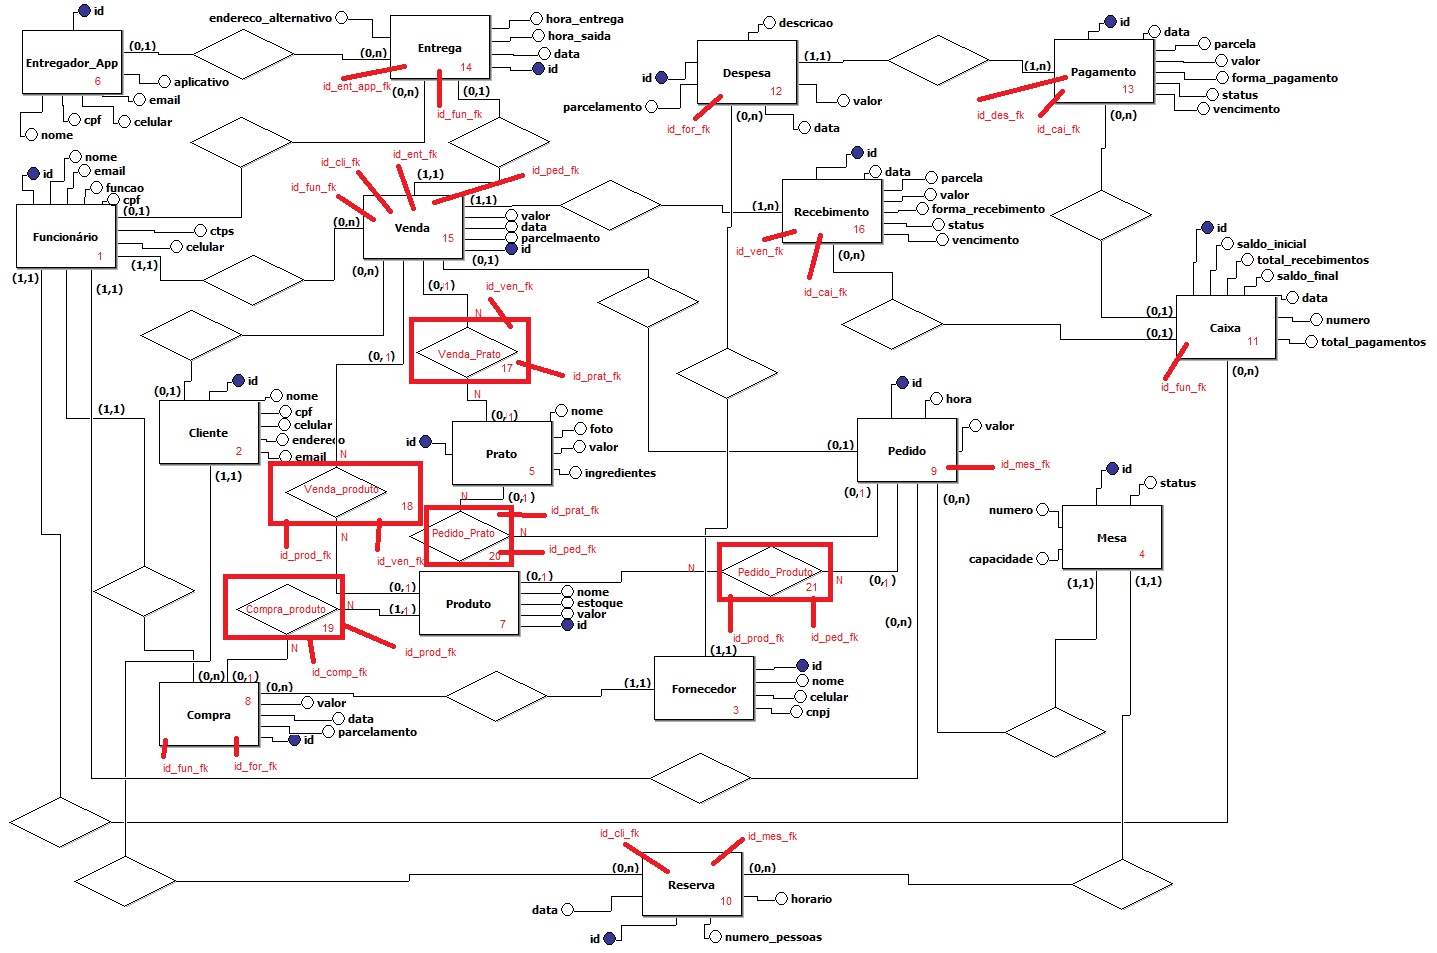 id
(0,1)
Entregador_App
6
aplicativo
email
celular
cpf
nome
endereco_alternativo
(0,n)
Entrega
14
hora_entrega
hora_saida
data
id
id_ent_app_fk
(0,n)
(0,1)
id_fun_fk
descricao
Despesa
12
(1,1)
id
parcelamento
valor
data
(0,n)
id_for_fk
id
data
parcela
valor
forma_pagamento
status
vencimento
(1,n)
Pagamento
13
id_des_fk
id_cai_fk
(0,n)
id
nome
email
funcao
cpf
(0,1)
ctps
celular
Funcionário
1
(1,1)
(1,1)
(1,1)
id_cli_fk
id_ent_fk
id_fun_fk
id_ped_fk
(1,1)
(1,1)
(0,n)
Venda
15
valor
data
parcelmaento
id
(0,n)
(0,1)
(0,1)
(0,1)
id
data
parcela
valor
forma_recebimento
status
vencimento
(1,n)
Recebimento
16
id_ven_fk
id_cai_fk
(0,n)
id
saldo_inicial
total_recebimentos
saldo_final
data
numero
total_pagamentos
(0,1)
(0,1)
Caixa
11
id_fun_fk
(0,n)
id_ven_fk
N
Venda_Prato
17
id_prat_fk
N
(0,1)
(1,1)
(0,1)
id
nome
cpf
celular
endereco
email
Cliente
2
(1,1)
id
nome
foto
valor
ingredientes
Prato
5
(0,1)
N
id
hora
valor
(0,1)
Pedido
9
id_mes_fk
(0,1)
(0,n)
N
Venda_produto
18
N
id_prod_fk
id_ven_fk
id_prat_fk
Pedido_Prato
20
N
id_ped_fk
id
status
numero
capacidade
Mesa
4
(1,1)
(1,1)
(0,1)
(0,1)
(1,1)
Produto
7
nome
estoque
valor
id
N
Pedido_Produto
21
N
(0,1)
id_prod_fk
id_ped_fk
(0,n)
Compra_produto
19
N
N
id_prod_fk
id_comp_fk
(0,n)
(0,1)
(0,n)
Compra
8
valor
data
parcelamento
id
id_fun_fk
id_for_fk
(1,1)
(1,1)
Fornecedor
3
id
nome
celular
cnpj
id_cli_fk
id_mes_fk
(0,n)
(0,n)
Reserva
10
data
id
numero_pessoas
horario